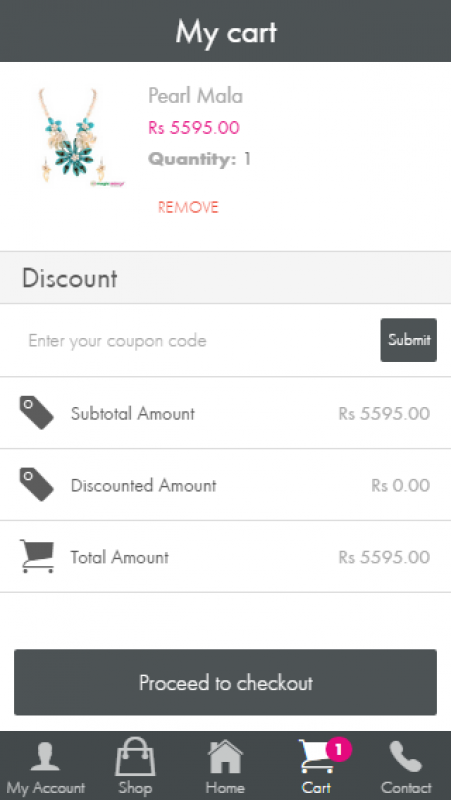 My cart
Pearl Mala
Rs 5595.00
Quantity: 1
REMOVE
Discount
Enter your coupon code
Submit
Subtotal Amount
Rs 5595.00
Discounted Amount
Rs 0.00
Total Amount
Rs 5595.00
Proceed to checkout
1
My Account
Shop
Home
Cart
Contact